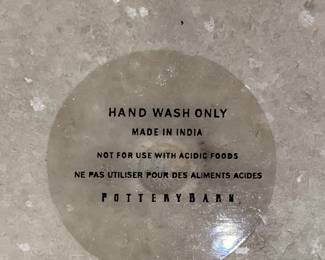 HAND WASH ONLY
MADE IN INDIA
NOT FOR USE WITH ACIDIC FOODS
NE PAS UTILISER POUR DES ALIMENTS ACIDES
POTTERYBARN